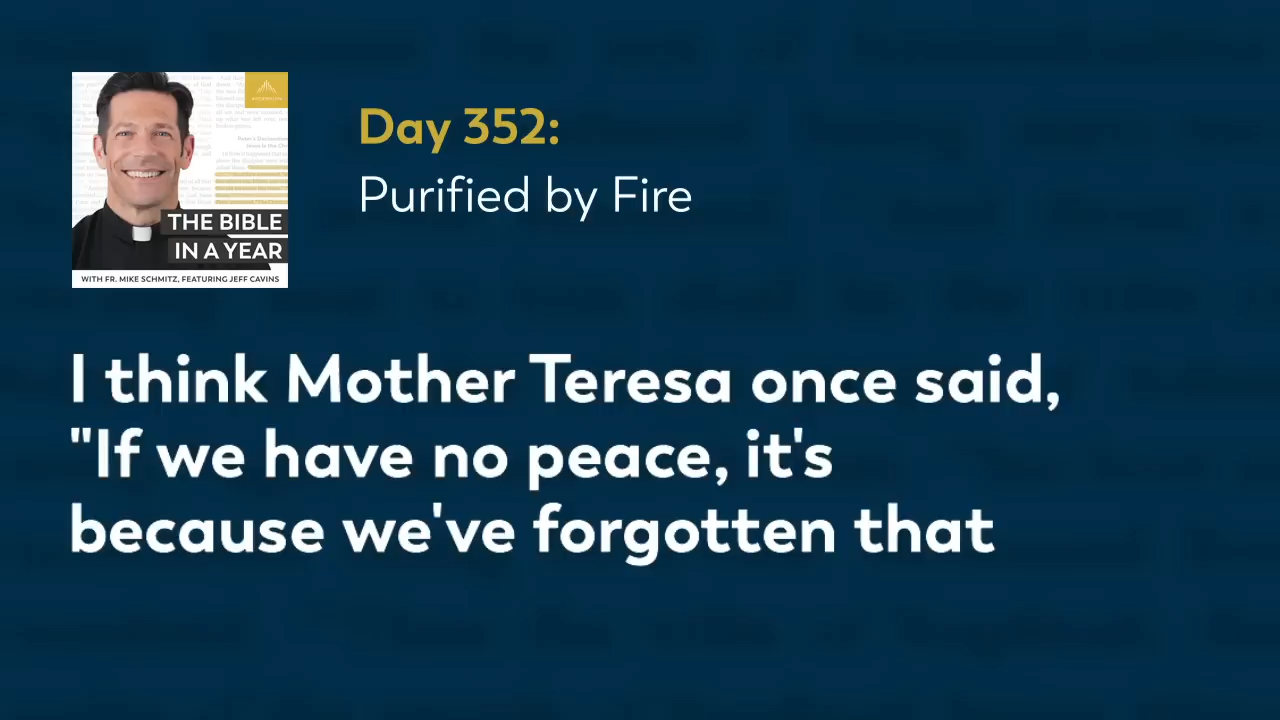 Day 352:
Purified by Fire
THE BIBLE
IN A YEAR
WITH FR. MIKE SCHMITZ, FEATURING JEFF CAVINS
I think Mother Teresa once said,
"If we have no peace, it's
because we've forgotten that